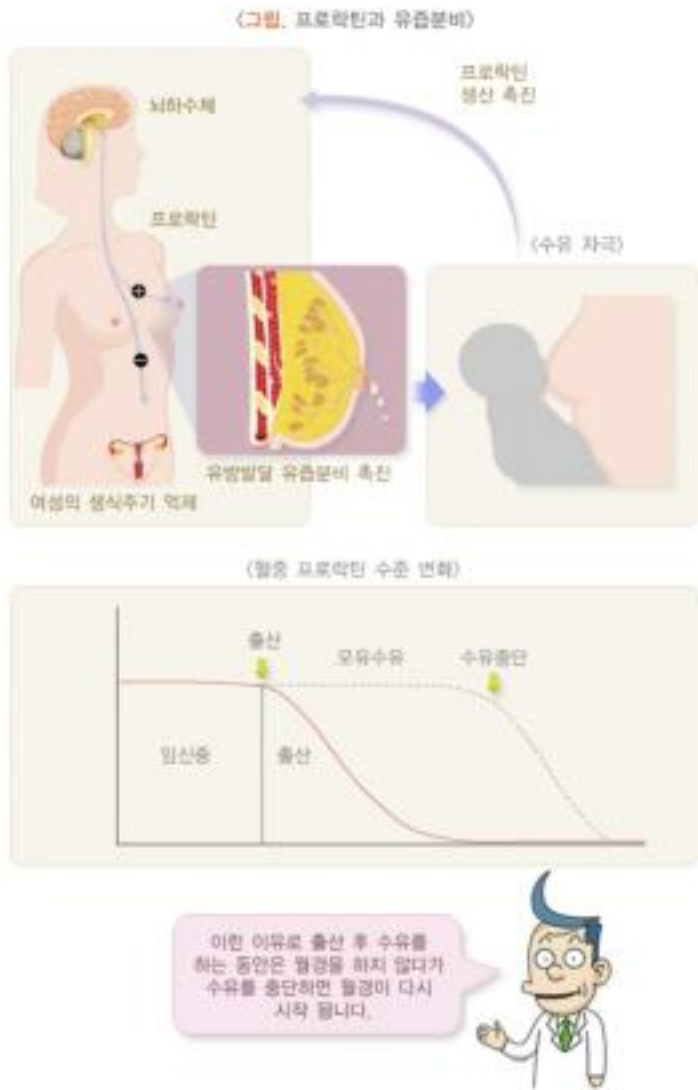 <그림. 프로락틴과 유즙분비>
뇌하수체
프로락틴
생산 촉진
프로락틴
<수유 자극>
유방발달 유즙분비 촉진
여성의 생식주기 억제
<혈중 프로락틴 수준 변화>
출산
모유수유
수유중단
임신중
출산
이런 이유로 출산 후 수유를
하는 동안은 월경을 하지 않다가
수유를 중단하면 월경이 다시
시작 됩니다.